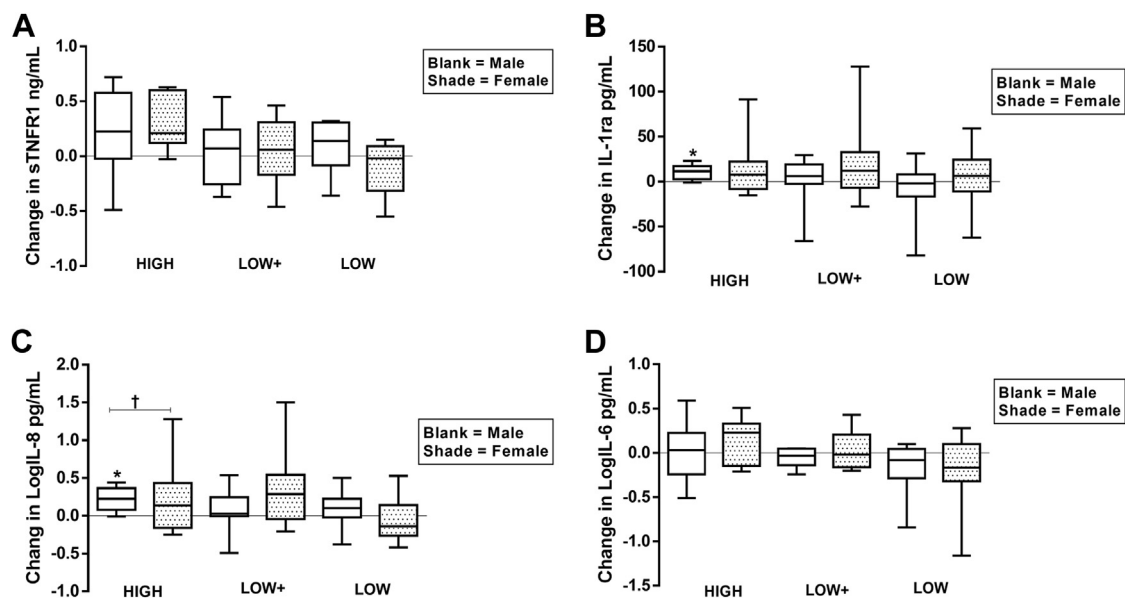 A
Change in sTNFR1 ng/mL
1.0
0.5
0.0
-0.5
-1.0
HIGH LOW+ LOW
Blank = Male
Shade = Female
B
Change in IL-1ra pg/mL
150
100
50
0
-50
-100
*
HIGH LOW+ LOW
Blank = Male
Shade = Female
C
Chang in LogIL-8 pg/mL
2.0
1.5
1.0
0.5
0.0
-0.5
-1.0
†
*
HIGH LOW+ LOW
Blank = Male
Shade = Female
D
Change in LogIL-6 pg/mL
1.0
0.5
0.0
-0.5
-1.0
-1.5
HIGH LOW+ LOW
Blank = Male
Shade = Female